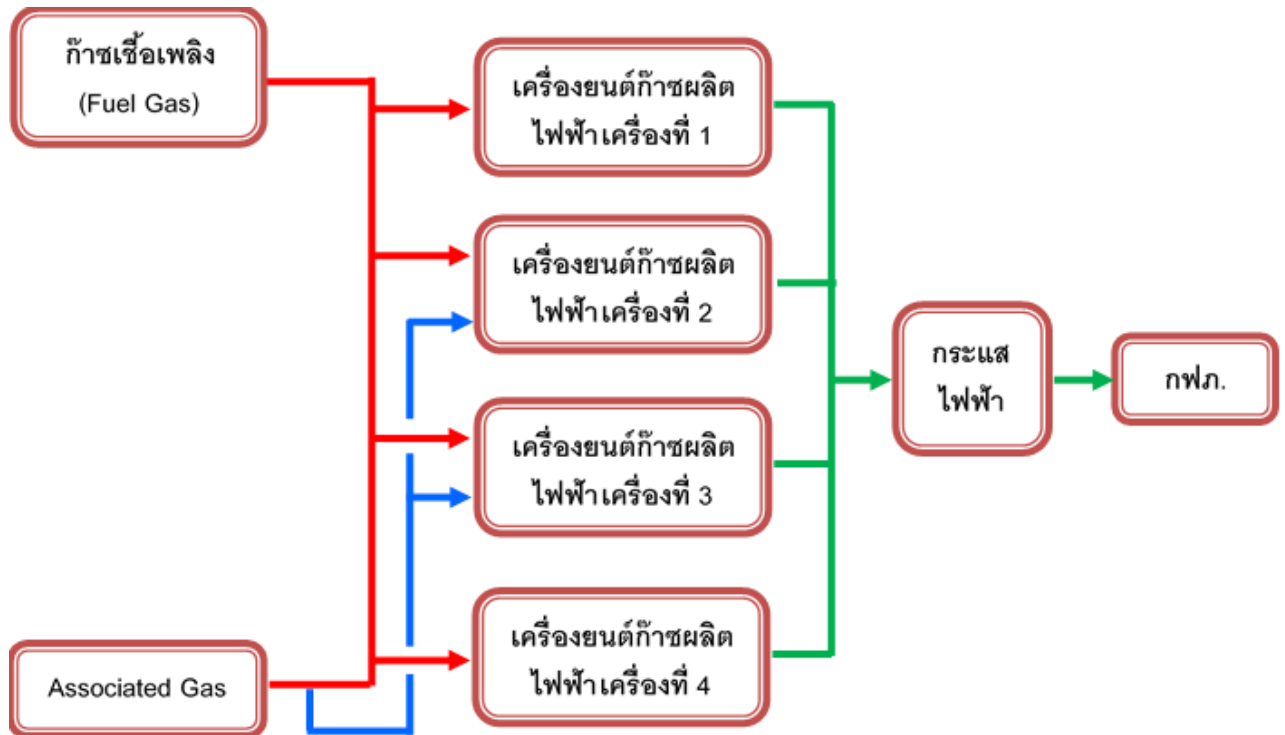 ก๊าซเชื้อเพลิง
(Fuel Gas)
เครื่องยนต์ก๊าซผลิต
ไฟฟ้าเครื่องที่ 1
เครื่องยนต์ก๊าซผลิต
ไฟฟ้าเครื่องที่ 2
เครื่องยนต์ก๊าซผลิต
ไฟฟ้าเครื่องที่ 3
เครื่องยนต์ก๊าซผลิต
ไฟฟ้าเครื่องที่ 4
Associated Gas
กระแส
ไฟฟ้า
กฟภ.